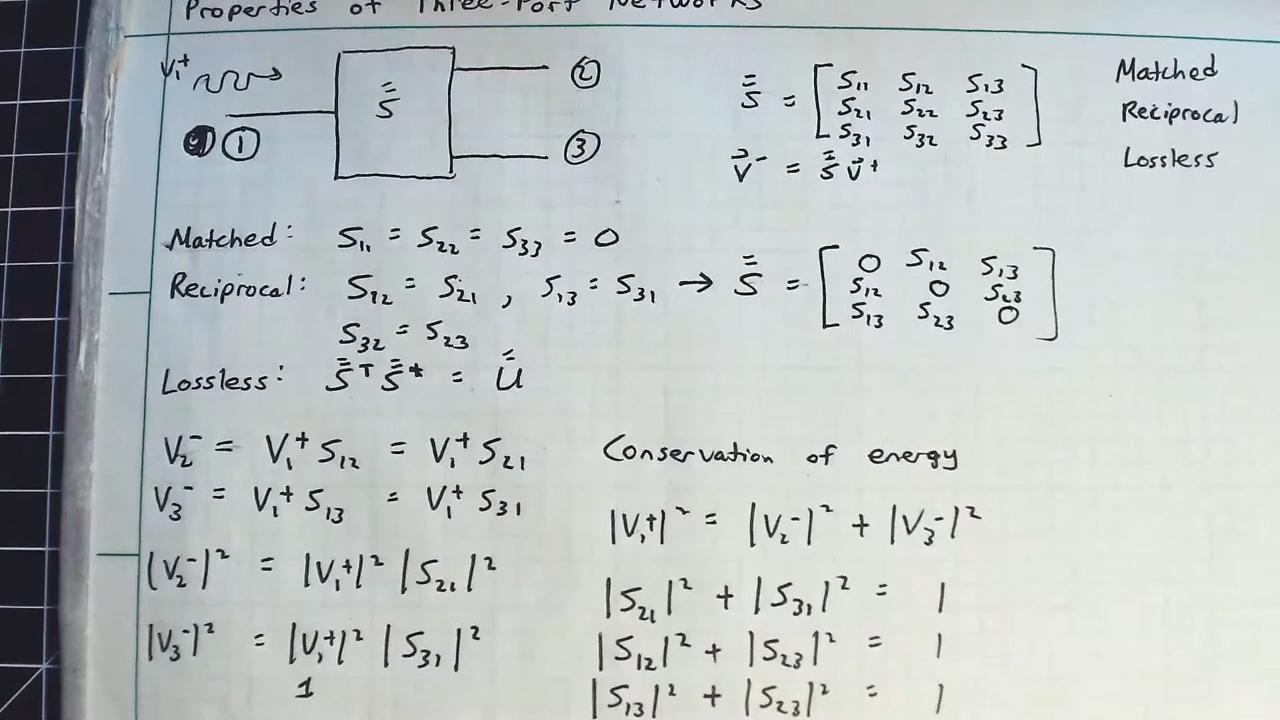 Properties of Three-Port Networks
V₁⁺
S̿
①
②
③
S̿ = [ S₁₁ S₁₂ S₁₃
S₂₁ S₂₂ S₂₃
S₃₁ S₃₂ S₃₃ ]
V⃗⁻ = S̿ V⃗⁺
Matched
Reciprocal
Lossless
Matched: S₁₁ = S₂₂ = S₃₃ = 0
Reciprocal: S₁₂ = S₂₁ , S₁₃ = S₃₁ → S̿ = [ 0 S₁₂ S₁₃
S₁₂ 0 S₂₃
S₁₃ S₂₃ 0 ]
S₃₂ = S₂₃
Lossless: S̿ᵀ S̿* = U̿
V₂⁻ = V₁⁺ S₁₂ = V₁⁺ S₂₁
V₃⁻ = V₁⁺ S₁₃ = V₁⁺ S₃₁
|V₂⁻|² = |V₁⁺|² |S₂₁|²
|V₃⁻|² = |V₁⁺|² |S₃₁|²
1
Conservation of energy
|V₁⁺|² = |V₂⁻|² + |V₃⁻|²
|S₂₁|² + |S₃₁|² = 1
|S₁₂|² + |S₂₃|² = 1
|S₁₃|² + |S₂₃|² = 1